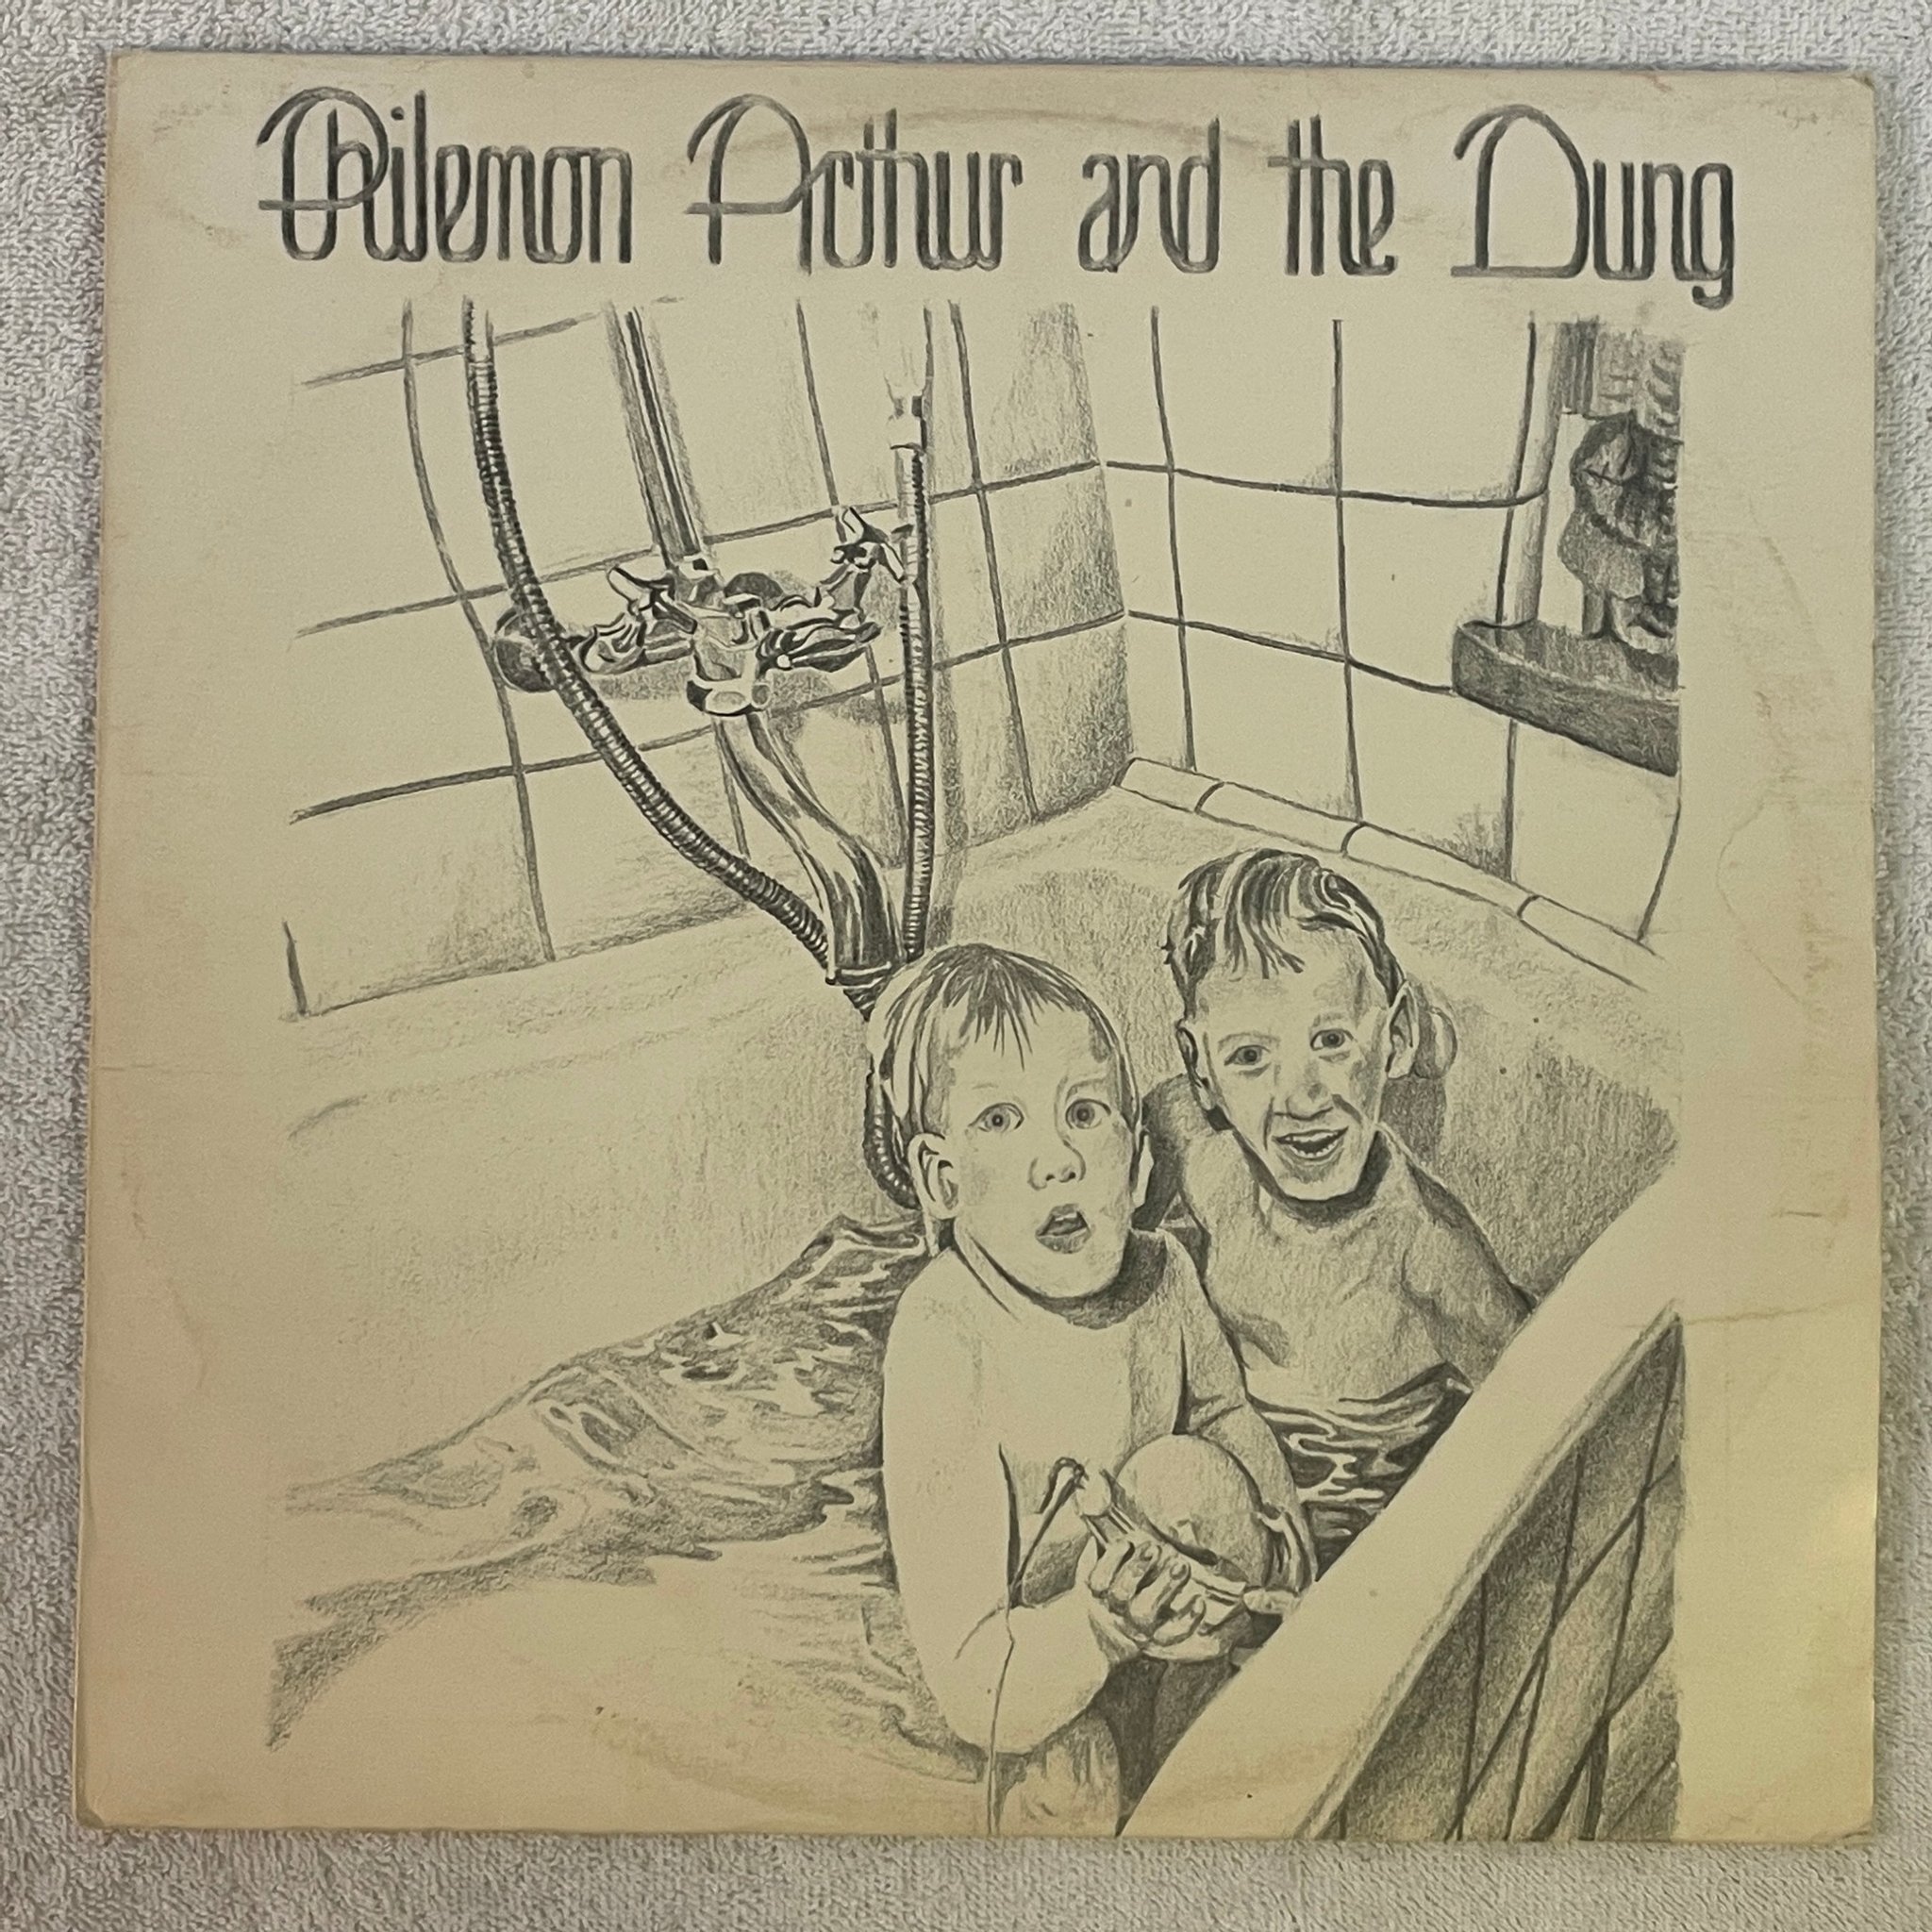 Philemon Arthur and the Dung